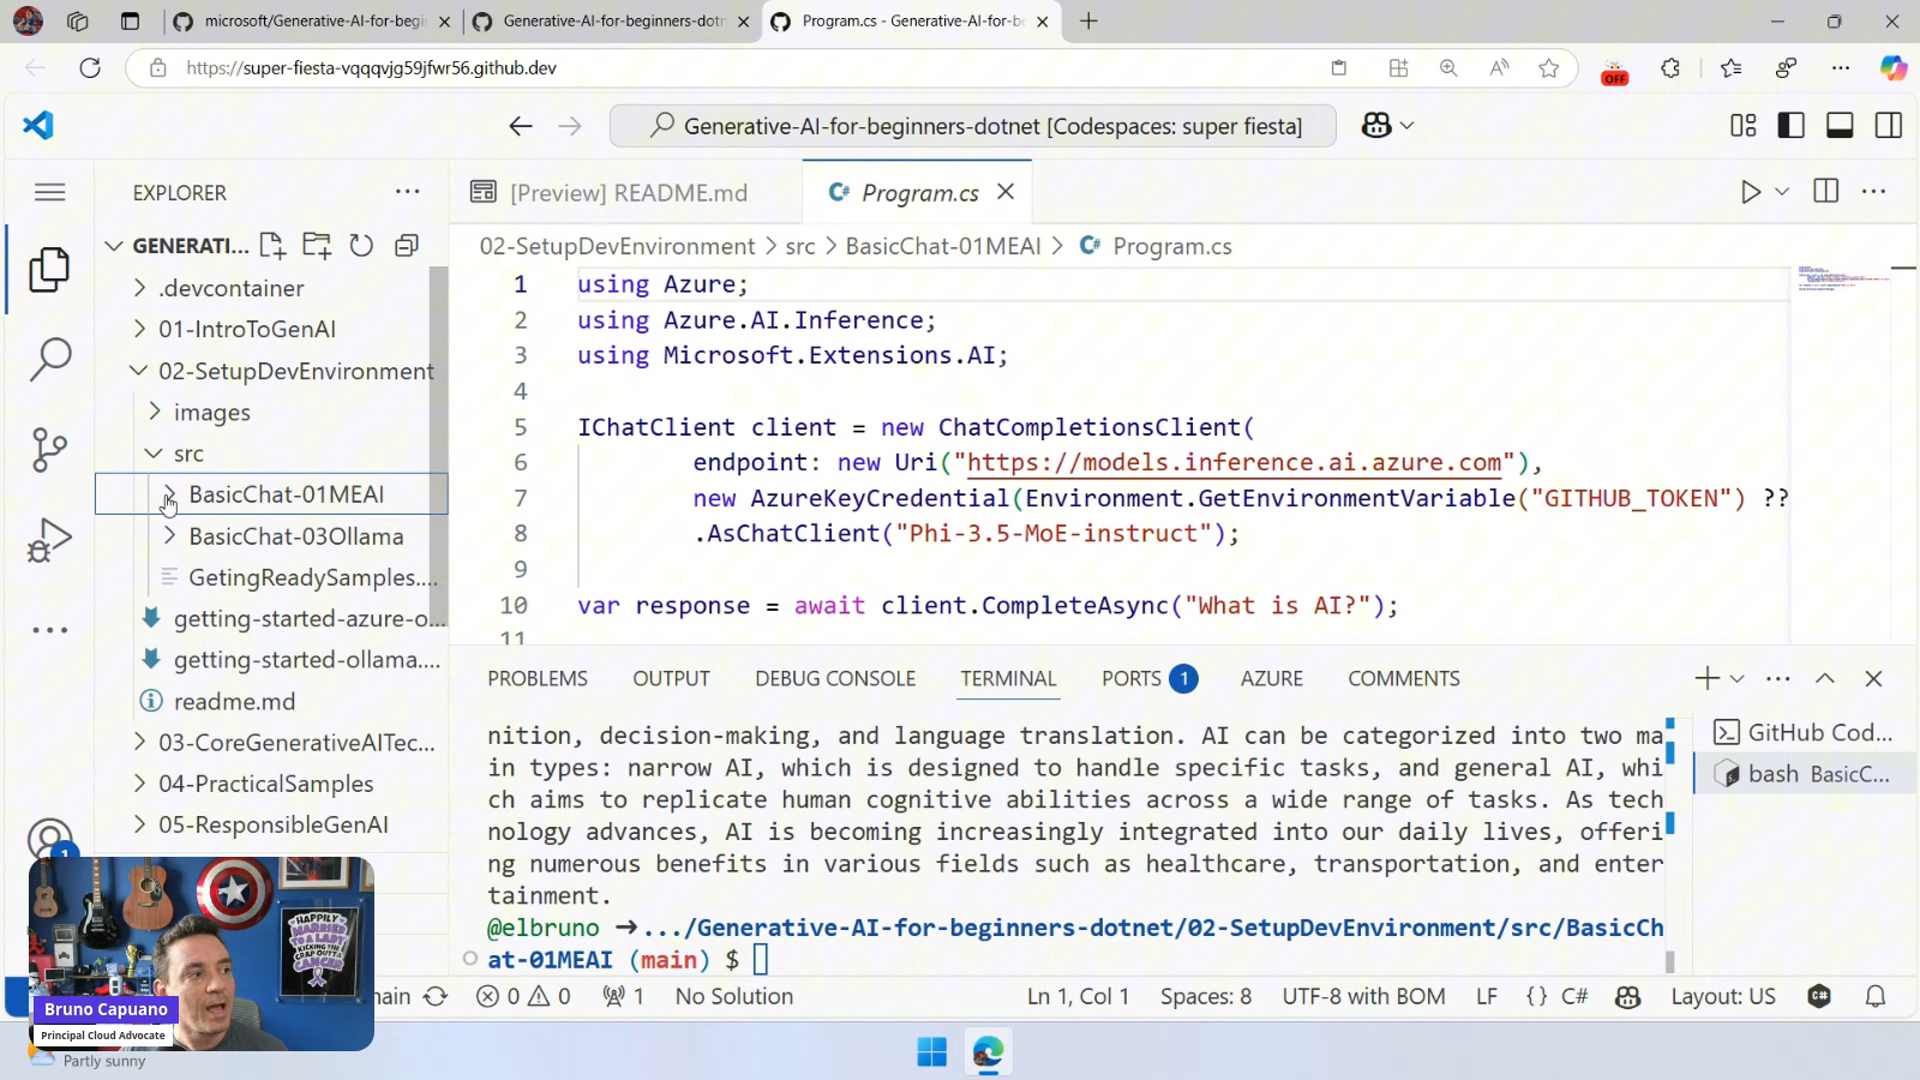 microsoft/Generative-AI-for-begi
Generative-AI-for-beginners-dot
Program.cs - Generative-AI-for-be
https://super-fiesta-vqqqvjg59jfwr56.github.dev
OFF
Generative-AI-for-beginners-dotnet [Codespaces: super fiesta]
EXPLORER
[Preview] README.md
C# Program.cs
GENERATI...
02-SetupDevEnvironment > src > BasicChat-01MEAI > C# Program.cs
.devcontainer
01-IntroToGenAI
02-SetupDevEnvironment
images
src
BasicChat-01MEAI
BasicChat-03Ollama
GetingReadySamples....
getting-started-azure-o...
getting-started-ollama....
readme.md
03-CoreGenerativeAITec...
04-PracticalSamples
05-ResponsibleGenAI
1 using Azure;
2 using Azure.AI.Inference;
3 using Microsoft.Extensions.AI;
4
5 IChatClient client = new ChatCompletionsClient(
6 endpoint: new Uri("https://models.inference.ai.azure.com"),
7 new AzureKeyCredential(Environment.GetEnvironmentVariable("GITHUB_TOKEN") ??
8 .AsChatClient("Phi-3.5-MoE-instruct");
9
10 var response = await client.CompleteAsync("What is AI?");
11
PROBLEMS OUTPUT DEBUG CONSOLE TERMINAL PORTS 1 AZURE COMMENTS
nition, decision-making, and language translation. AI can be categorized into two ma
in types: narrow AI, which is designed to handle specific tasks, and general AI, whi
ch aims to replicate human cognitive abilities across a wide range of tasks. As tech
nology advances, AI is becoming increasingly integrated into our daily lives, offeri
ng numerous benefits in various fields such as healthcare, transportation, and enter
tainment.
@elbruno ➜.../Generative-AI-for-beginners-dotnet/02-SetupDevEnvironment/src/BasicCh
at-01MEAI (main) $
GitHub Cod...
bash BasicC...
1
HAPPILY
MARRIED
TO A LADY
KICKING THE
CRAP OUTTA
CANCER
Bruno Capuano
Principal Cloud Advocate
ain
0 0 1 No Solution
Ln 1, Col 1 Spaces: 8 UTF-8 with BOM LF {} C# Layout: US
Partly sunny